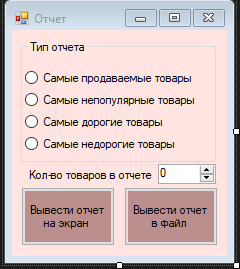 Отчет
Тип отчета
Самые продаваемые товары
Самые непопулярные товары
Самые дорогие товары
Самые недорогие товары
Кол-во товаров в отчете 0
Вывести отчет на экран
Вывести отчет в файл